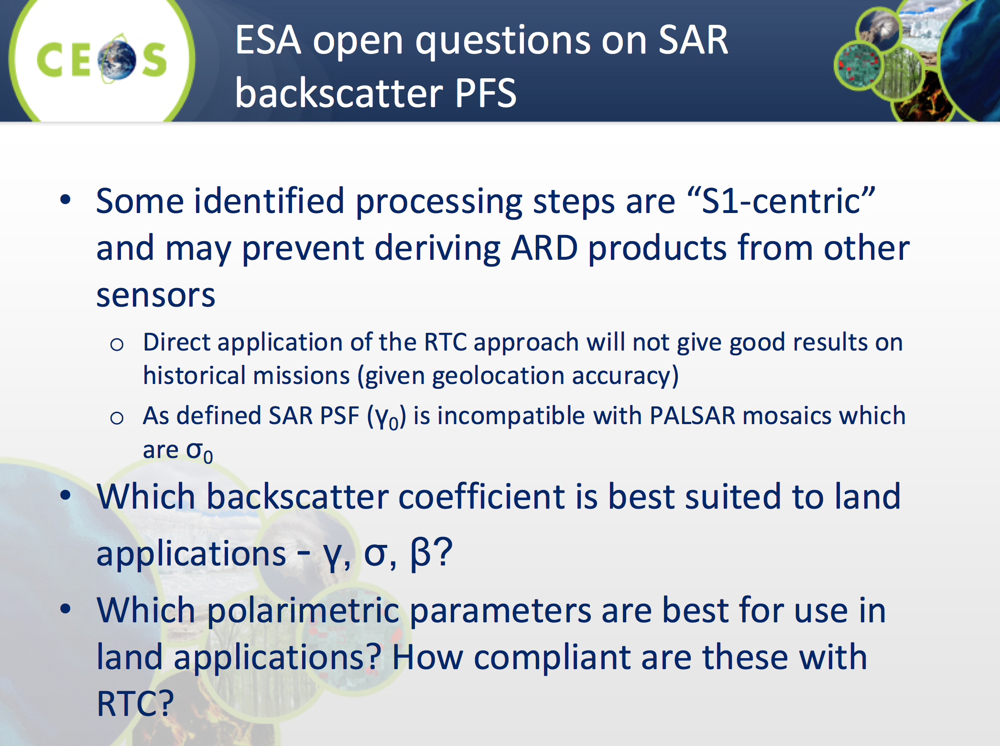 CEOS
ESA open questions on SAR
backscatter PFS
• Some identified processing steps are “S1-centric”
and may prevent deriving ARD products from other
sensors
o Direct application of the RTC approach will not give good results on
historical missions (given geolocation accuracy)
o As defined SAR PSF (γ₀) is incompatible with PALSAR mosaics which
are σ₀
• Which backscatter coefficient is best suited to land
applications - γ, σ, β?
• Which polarimetric parameters are best for use in
land applications? How compliant are these with
RTC?